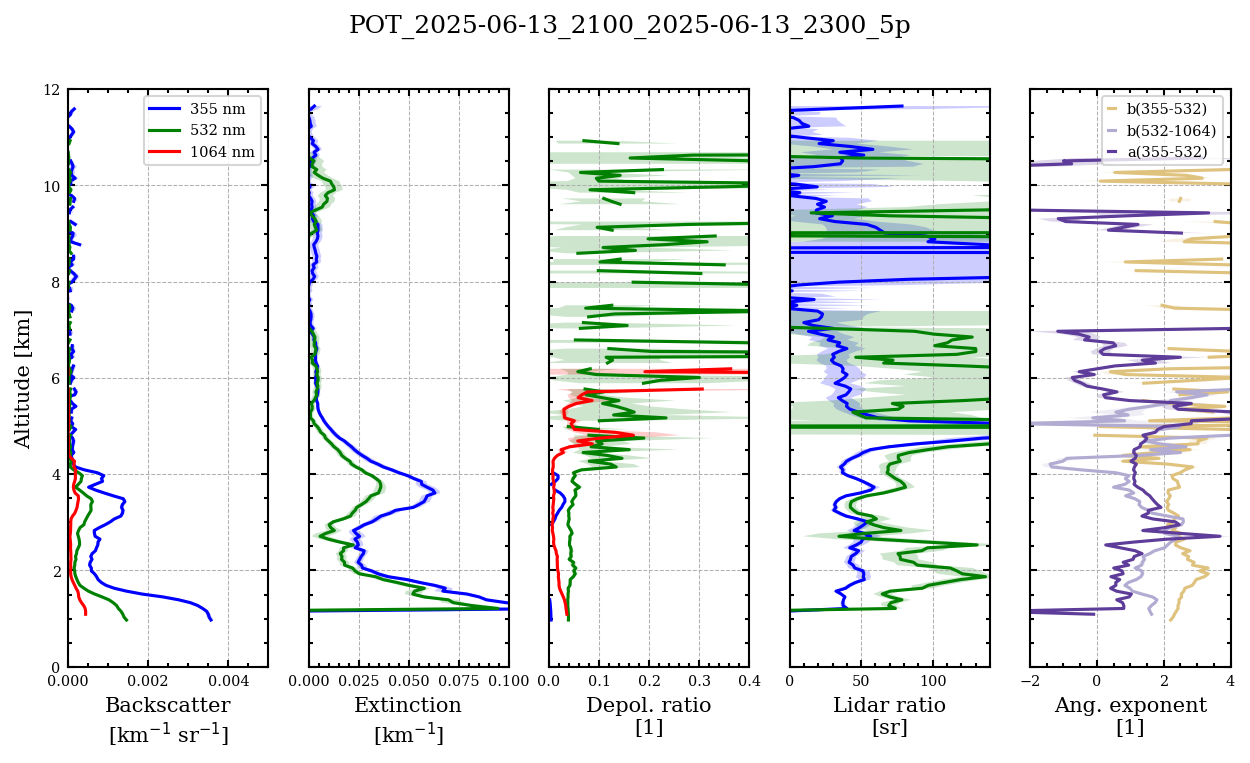 POT_2025-06-13_2100_2025-06-13_2300_5p
355 nm
532 nm
1064 nm
b(355-532)
b(532-1064)
a(355-532)
Altitude [km]
12
10
8
6
4
2
0
0.000 0.002 0.004
0.000 0.025 0.050 0.075 0.100
0.0 0.1 0.2 0.3 0.4
0 50 100
−2 0 2 4
Backscatter
[km⁻¹ sr⁻¹]
Extinction
[km⁻¹]
Depol. ratio
[1]
Lidar ratio
[sr]
Ang. exponent
[1]